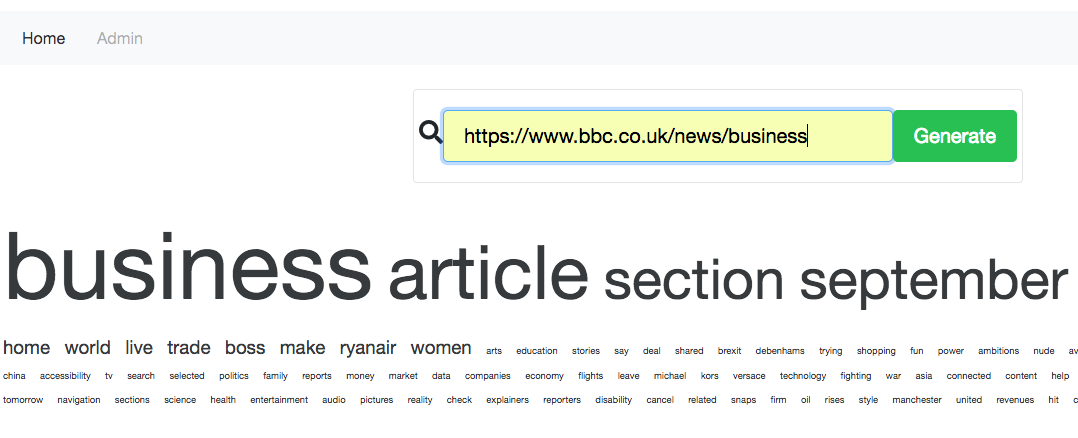 Home Admin
https://www.bbc.co.uk/news/business Generate
business article section september
home world live trade boss make ryanair women arts education stories say deal shared brexit debenhams trying shopping fun power ambitions nude av
china accessibility tv search selected politics family reports money market data companies economy flights leave michael kors versace technology fighting war asia connected content help
tomorrow navigation sections science health entertainment audio pictures reality check explainers reporters disability cancel related snaps firm oil rises style manchester united revenues hit c